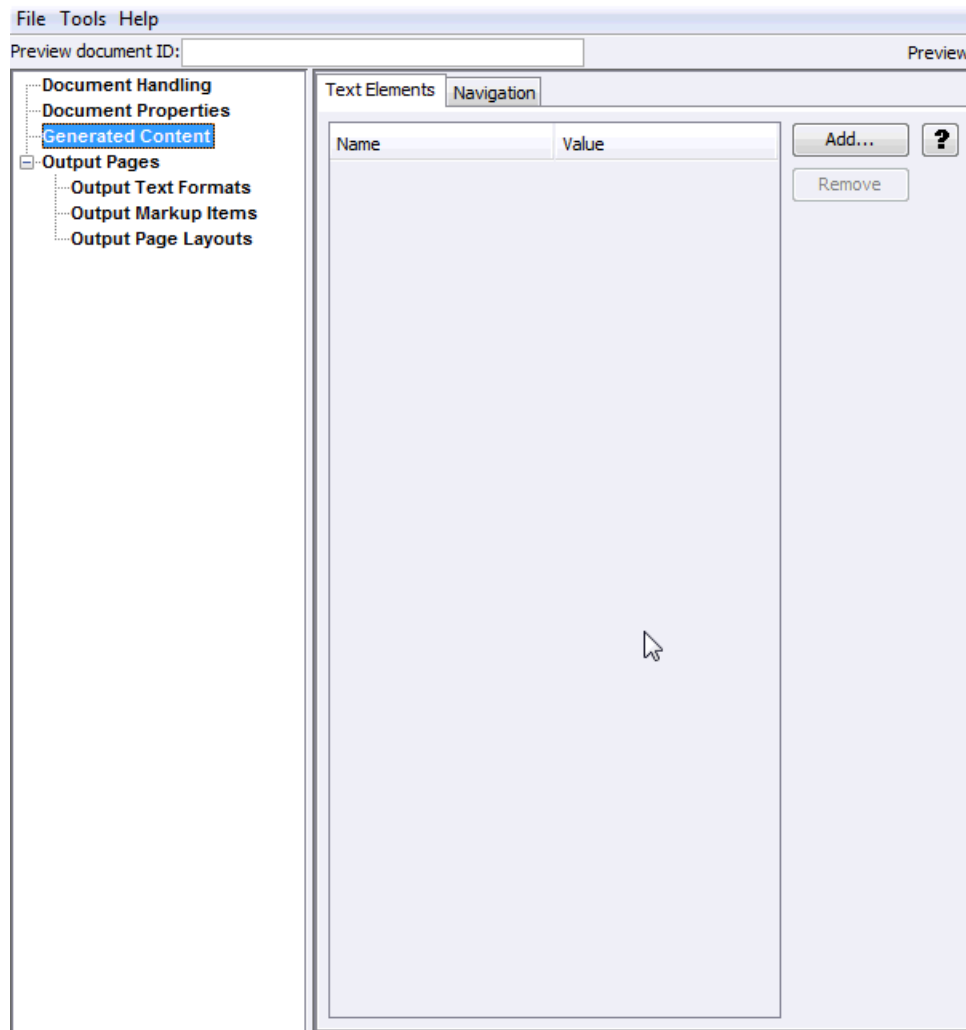 File Tools Help
Preview document ID:
Preview
Document Handling
Document Properties
Generated Content
Output Pages
Output Text Formats
Output Markup Items
Output Page Layouts
Text Elements Navigation
Name Value
Add... ?
Remove